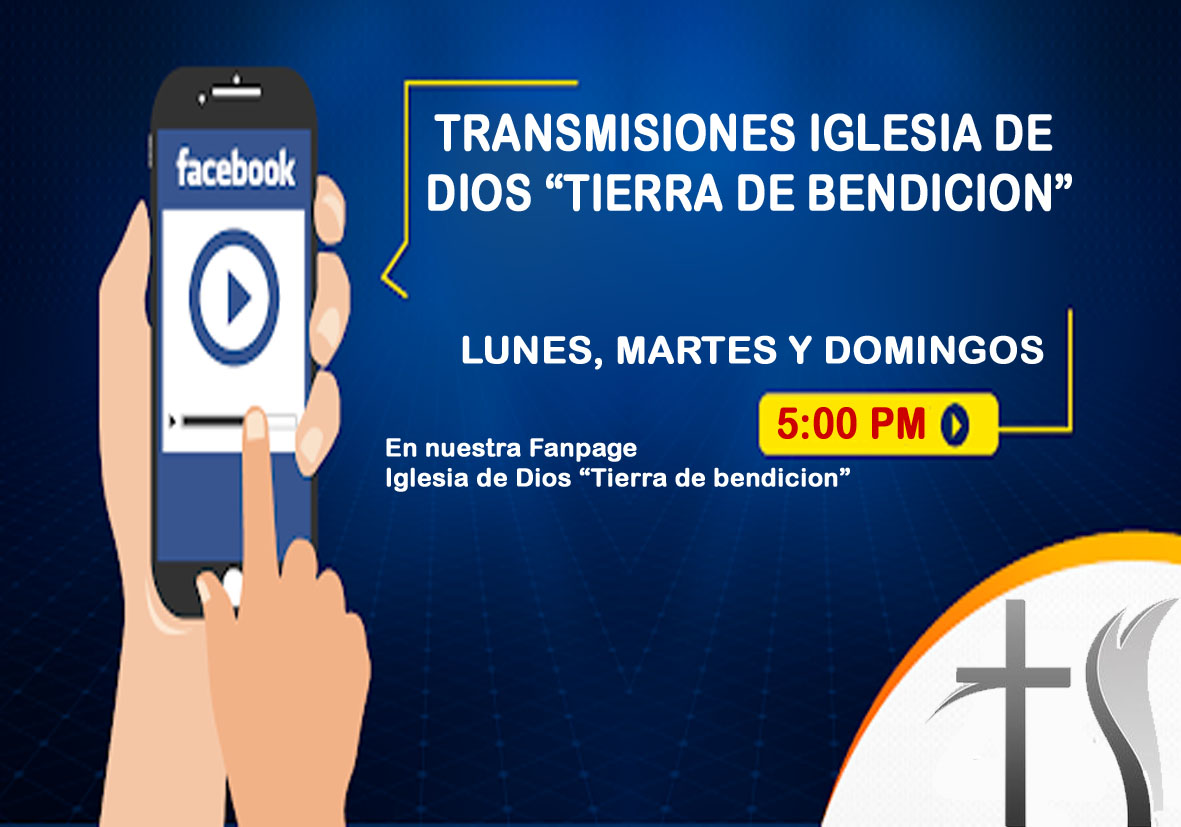 facebook
TRANSMISIONES IGLESIA DE
DIOS “TIERRA DE BENDICION”
LUNES, MARTES Y DOMINGOS
5:00 PM
En nuestra Fanpage
Iglesia de Dios “Tierra de bendicion”